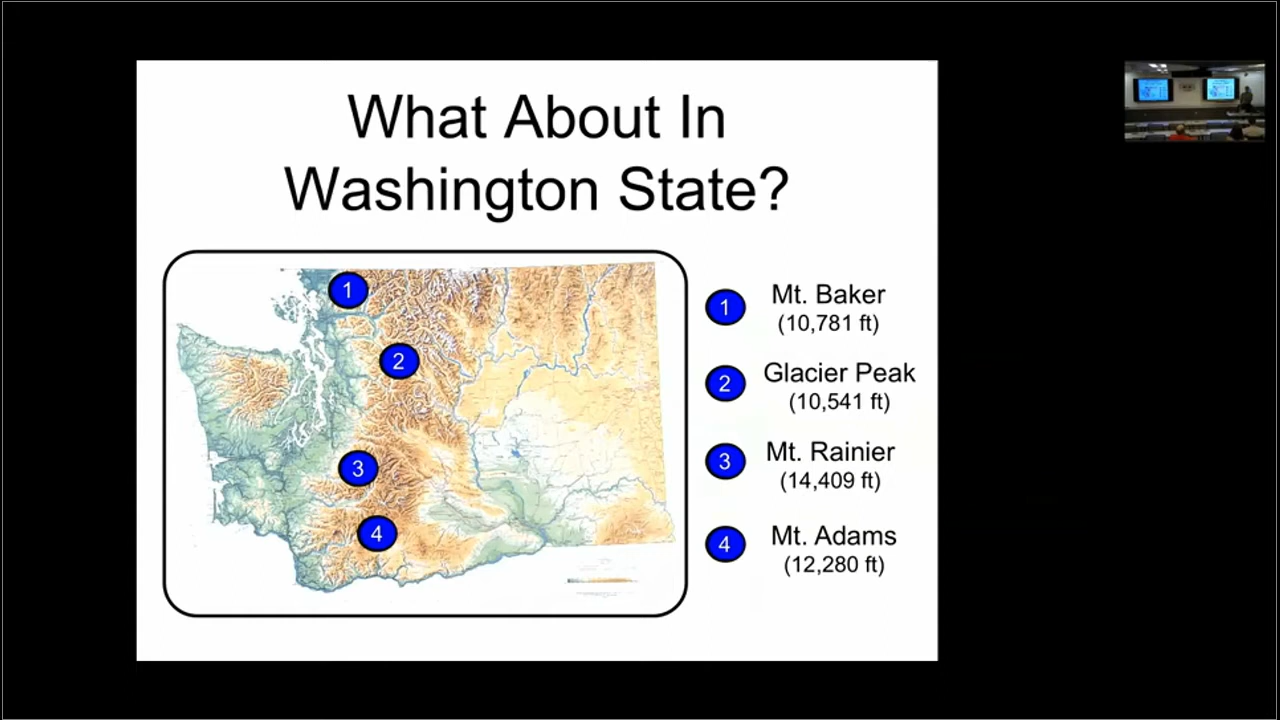 What About In
Washington State?
1
2
3
4
1 Mt. Baker
(10,781 ft)
2 Glacier Peak
(10,541 ft)
3 Mt. Rainier
(14,409 ft)
4 Mt. Adams
(12,280 ft)